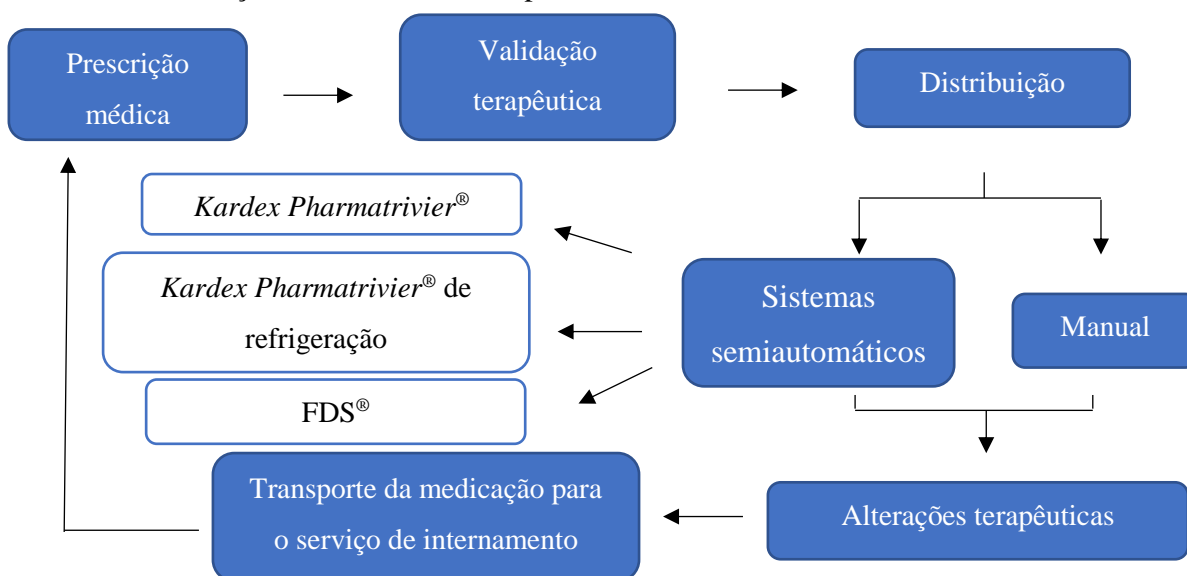 Prescrição
médica
Validação
terapêutica
Distribuição
Kardex Pharmatrivier®
Kardex Pharmatrivier® de
refrigeração
FDS®
Sistemas
semiautomáticos
Manual
Transporte da medicação para
o serviço de internamento
Alterações terapêuticas